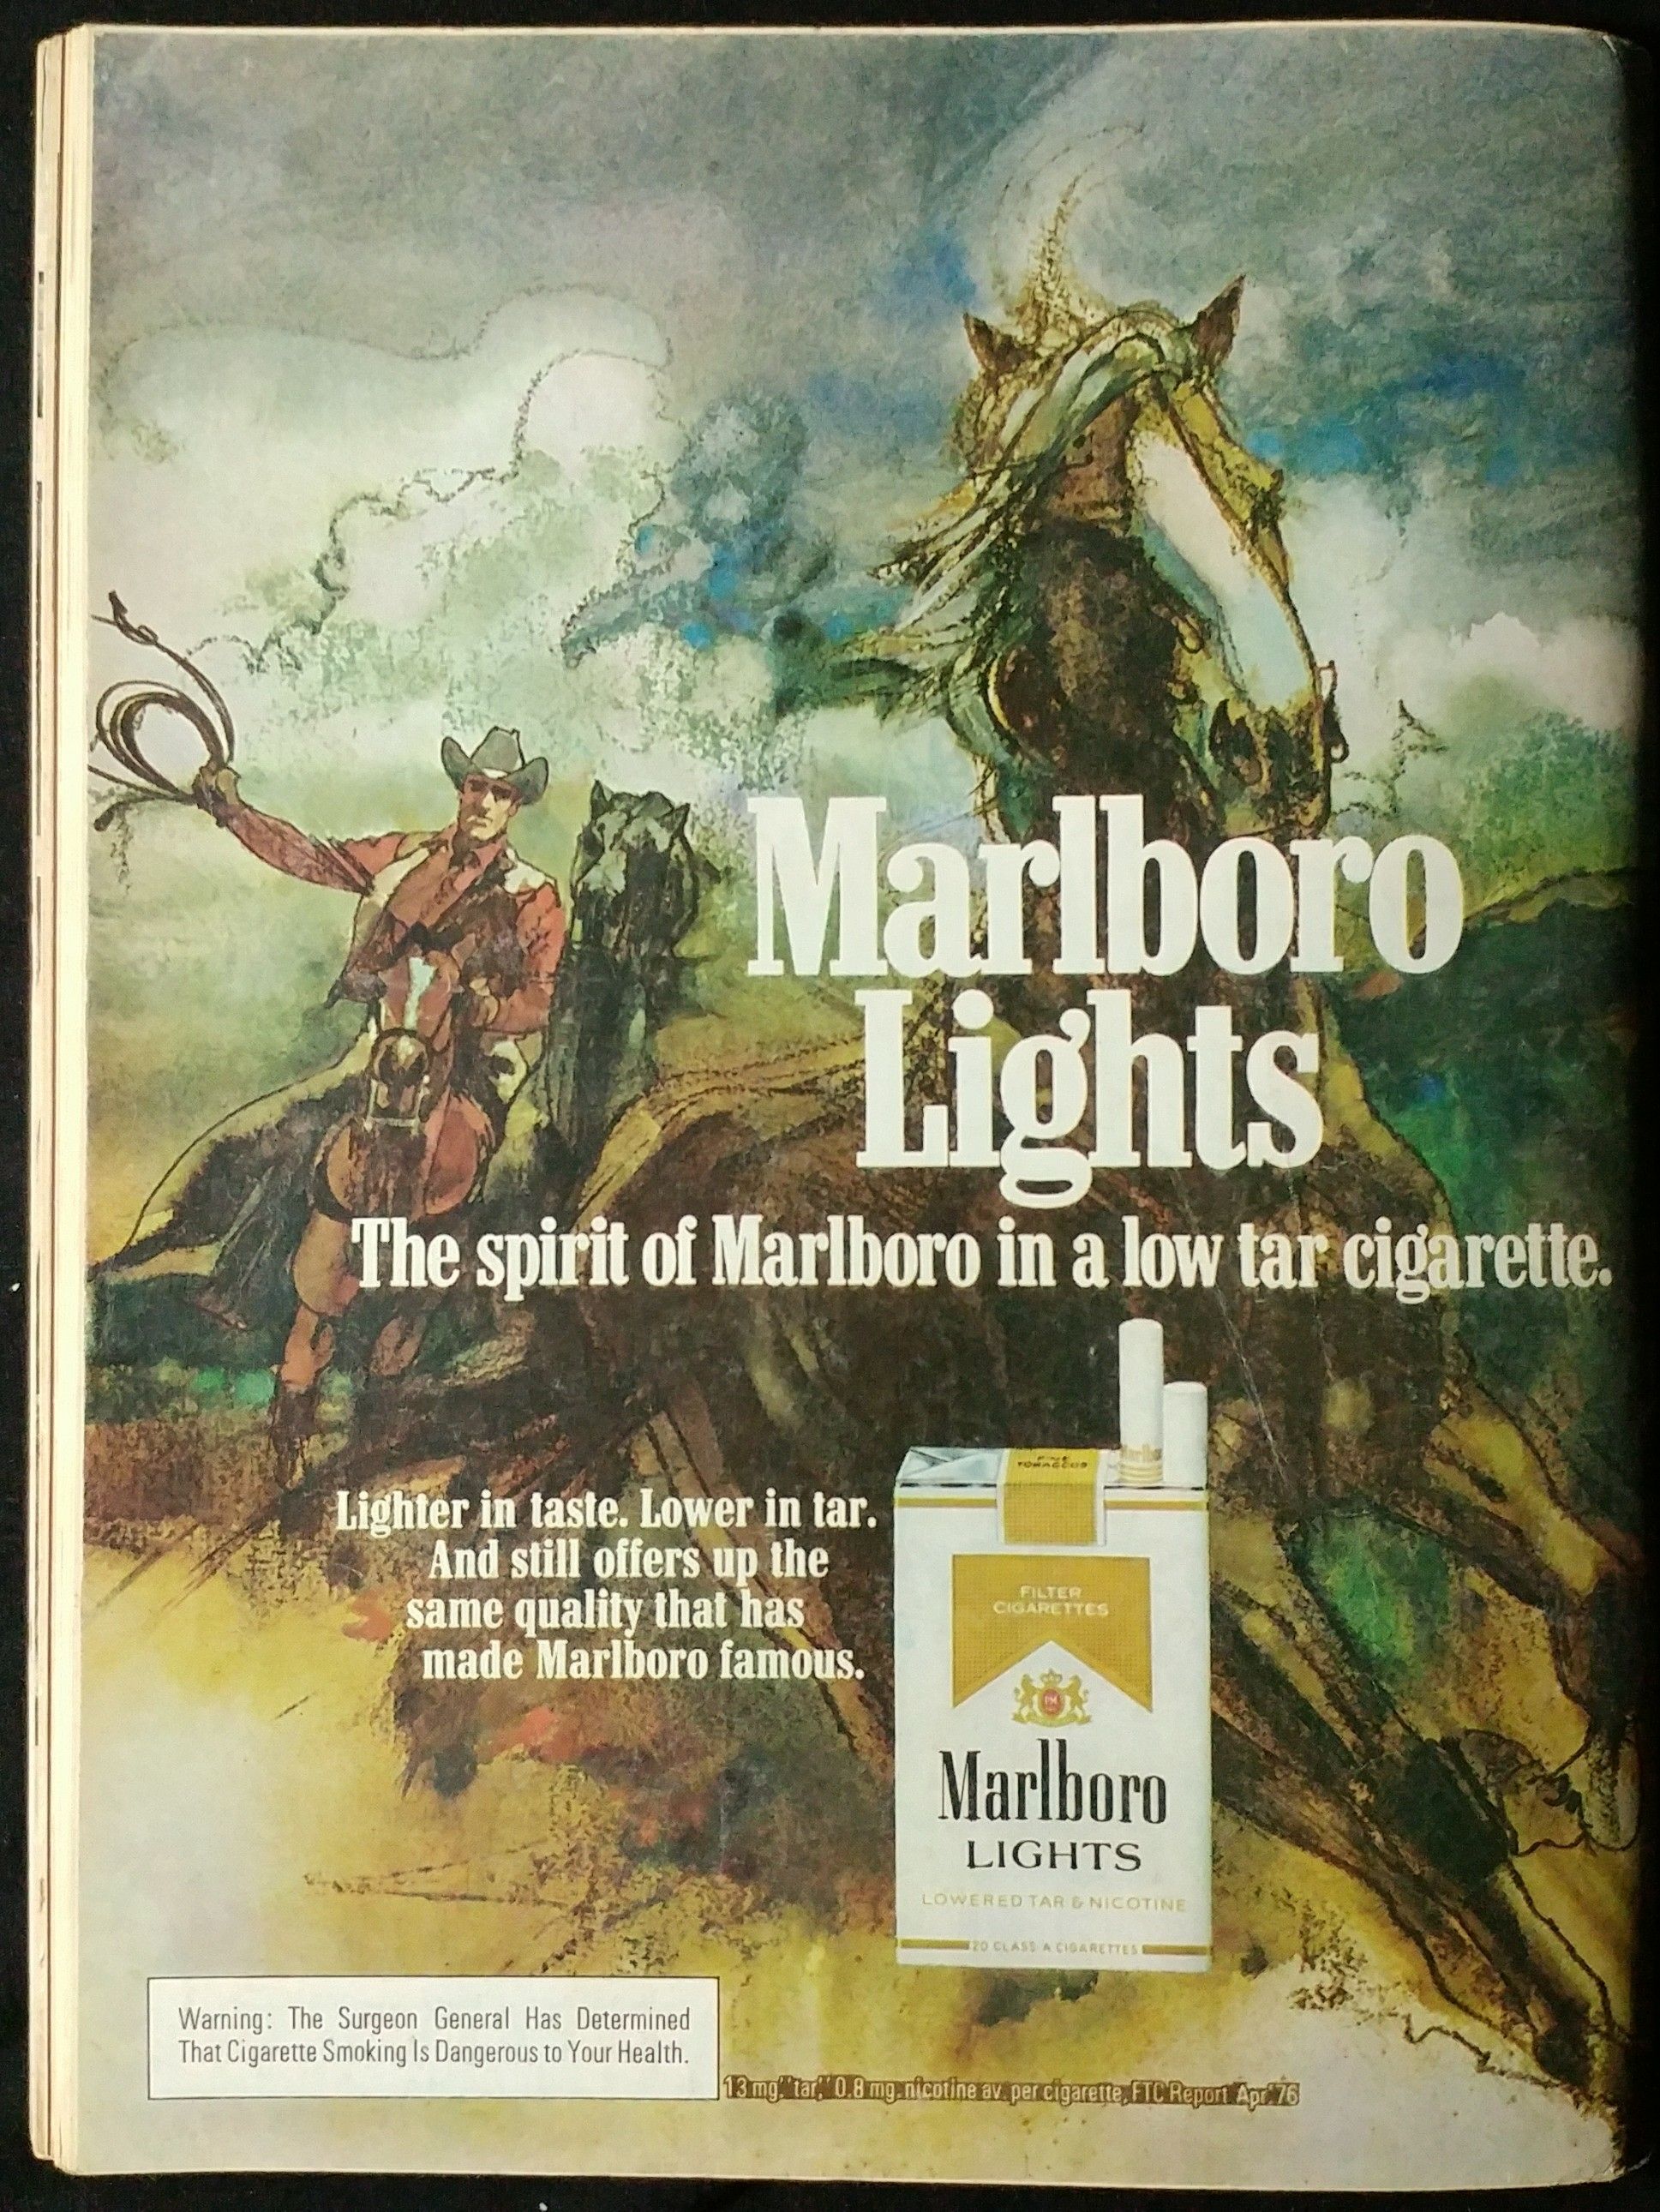 Marlboro
Lights
The spirit of Marlboro in a low tar cigarette.
Lighter in taste. Lower in tar.
And still offers up the
same quality that has
made Marlboro famous.
FINE
TOBACCOS
FILTER
CIGARETTES
PM
Marlboro
LIGHTS
LOWERED TAR & NICOTINE
20 CLASS A CIGARETTES
Warning: The Surgeon General Has Determined
That Cigarette Smoking Is Dangerous to Your Health.
13 mg. "tar," 0.8 mg. nicotine av. per cigarette, FTC Report Apr.'76